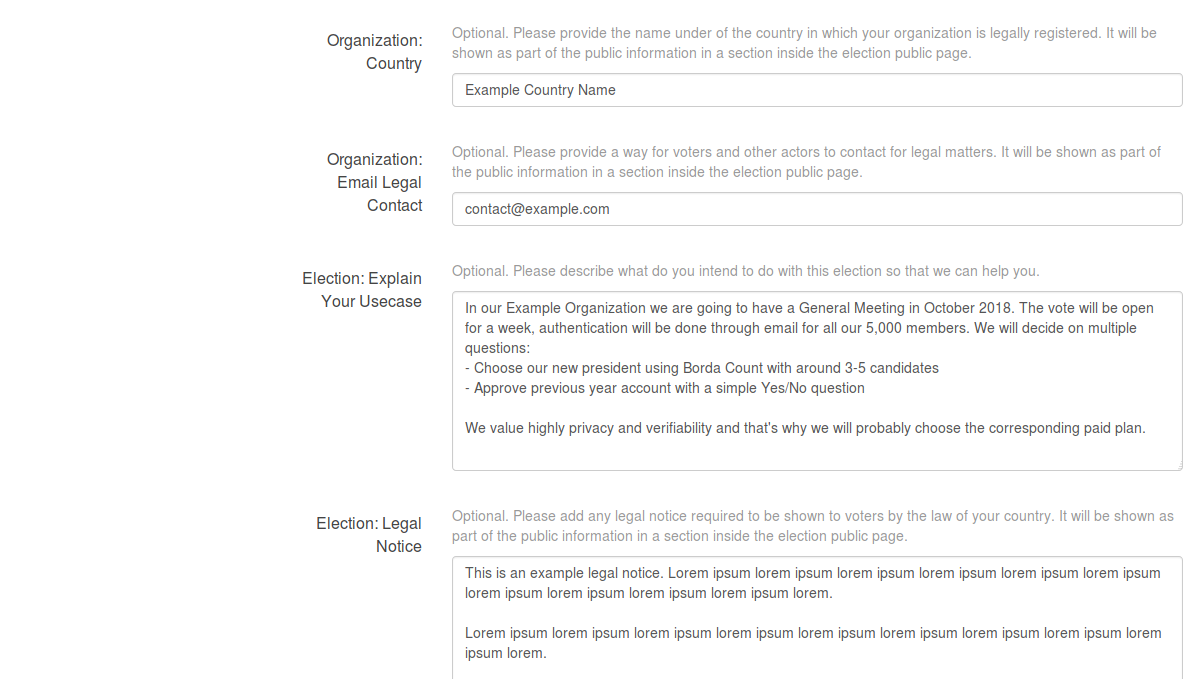 Organization:
Country
Optional. Please provide the name under of the country in which your organization is legally registered. It will be
shown as part of the public information in a section inside the election public page.
Example Country Name
Organization:
Email Legal
Contact
Optional. Please provide a way for voters and other actors to contact for legal matters. It will be shown as part of
the public information in a section inside the election public page.
contact@example.com
Election: Explain
Your Usecase
Optional. Please describe what do you intend to do with this election so that we can help you.
In our Example Organization we are going to have a General Meeting in October 2018. The vote will be open
for a week, authentication will be done through email for all our 5,000 members. We will decide on multiple
questions:
- Choose our new president using Borda Count with around 3-5 candidates
- Approve previous year account with a simple Yes/No question
We value highly privacy and verifiability and that's why we will probably choose the corresponding paid plan.
Election: Legal
Notice
Optional. Please add any legal notice required to be shown to voters by the law of your country. It will be shown as
part of the public information in a section inside the election public page.
This is an example legal notice. Lorem ipsum lorem ipsum lorem ipsum lorem ipsum lorem ipsum lorem ipsum
lorem ipsum lorem ipsum lorem ipsum lorem ipsum lorem.
Lorem ipsum lorem ipsum lorem ipsum lorem ipsum lorem ipsum lorem ipsum lorem ipsum lorem ipsum lorem
ipsum lorem.